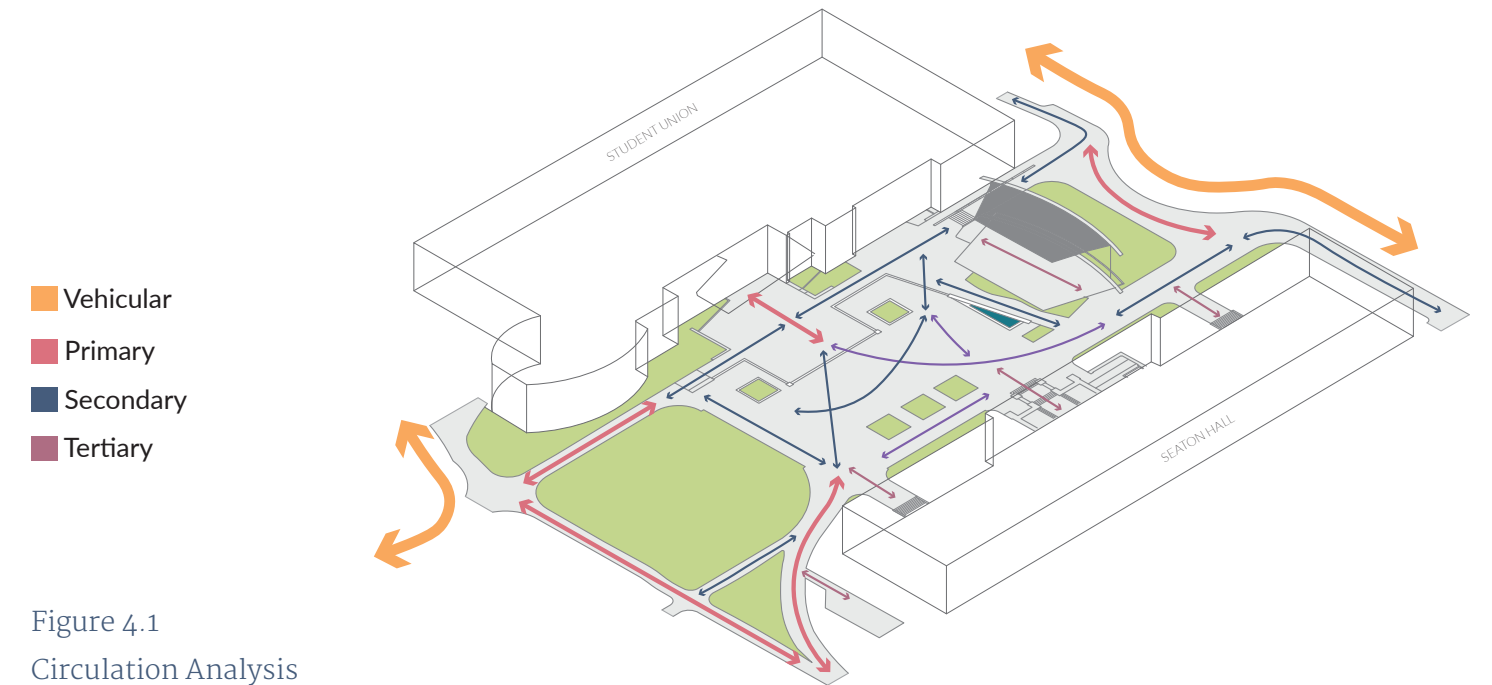 STUDENT UNION
Vehicular
Primary
Secondary
Tertiary
SEATON HALL
Figure 4.1
Circulation Analysis